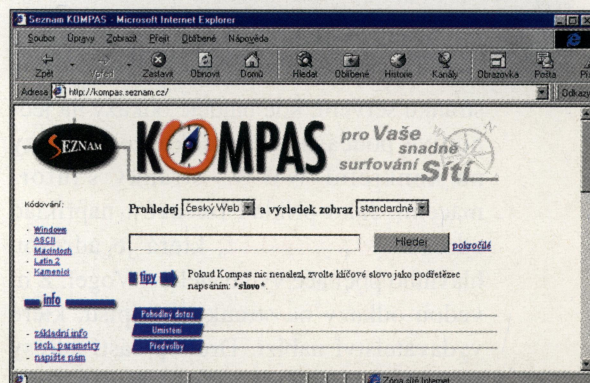 Seznam KOMPAS - Microsoft Internet Explorer
Soubor Úpravy Zobrazit Přejít Oblíbené Nápověda
Zpět Vpřed Zastavit Obnovit Domů Hledat Oblíbené Historie Kanály Obrazovka Pošta
Adresa http://kompas.seznam.cz/ Odkazy
SEZNAM
KOMPAS
pro Vaše
snadné
surfování Sítí
Kódování:
- Windows
- ASCII
- Macintosh
- Latin 2
- Kamenici
Prohledej český Web a výsledek zobraz standardně
Hledej pokročilé
tipy Pokud Kompas nic nenalezl, zvolte klíčové slovo jako podřetězec
napsáním: *slovo*.
info
- základní info
- tech. parametry
- napište nám
Pohodlný dotaz
Umístění
Předvolby
Zóna sítě Internet